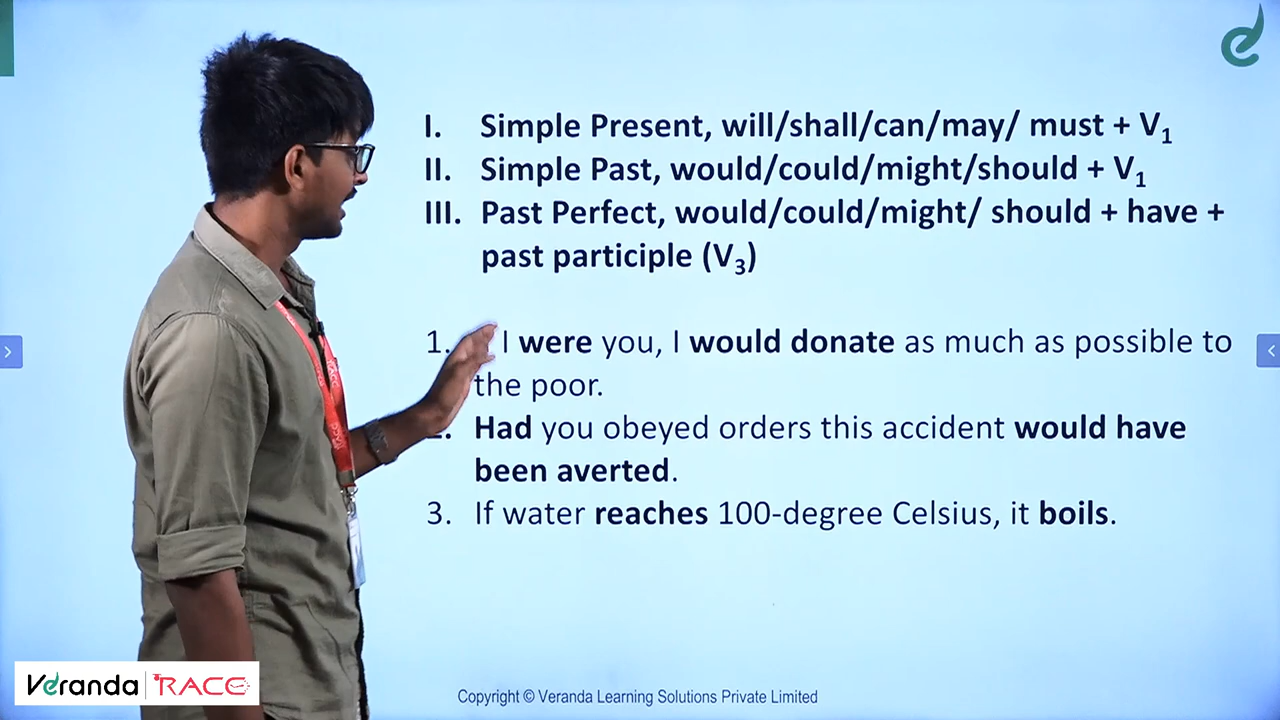 I. Simple Present, will/shall/can/may/ must + V₁
II. Simple Past, would/could/might/should + V₁
III. Past Perfect, would/could/might/ should + have +
past participle (V₃)
1. I were you, I would donate as much as possible to
the poor.
2. Had you obeyed orders this accident would have
been averted.
3. If water reaches 100-degree Celsius, it boils.
RACE
Veranda RACE
Copyright © Veranda Learning Solutions Private Limited